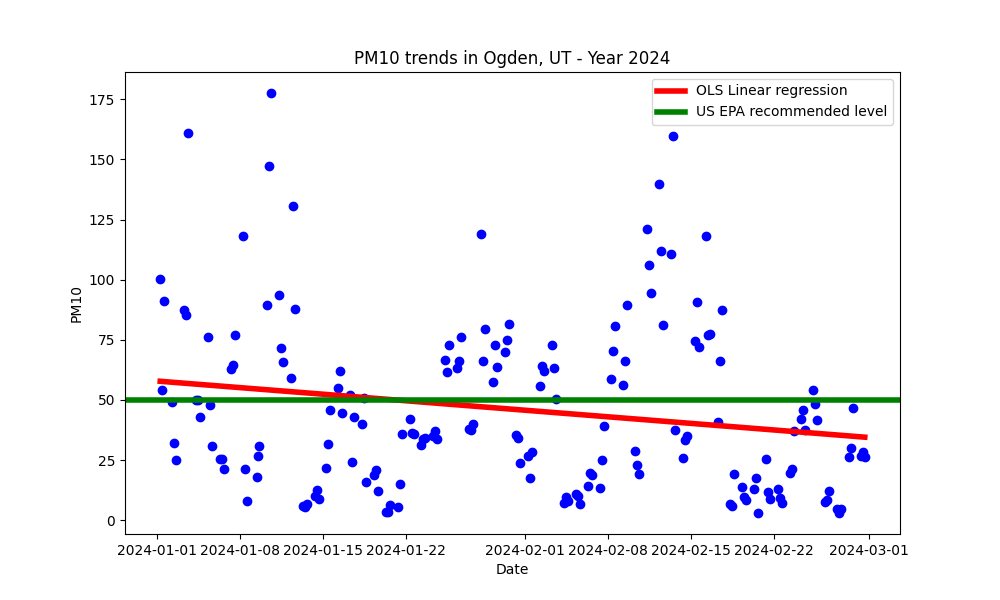 PM10 trends in Ogden, UT - Year 2024
OLS Linear regression
US EPA recommended level
175
150
125
100
75
50
25
0
PM10
2024-01-01 2024-01-08 2024-01-15 2024-01-22 2024-02-01 2024-02-08 2024-02-15 2024-02-22 2024-03-01
Date